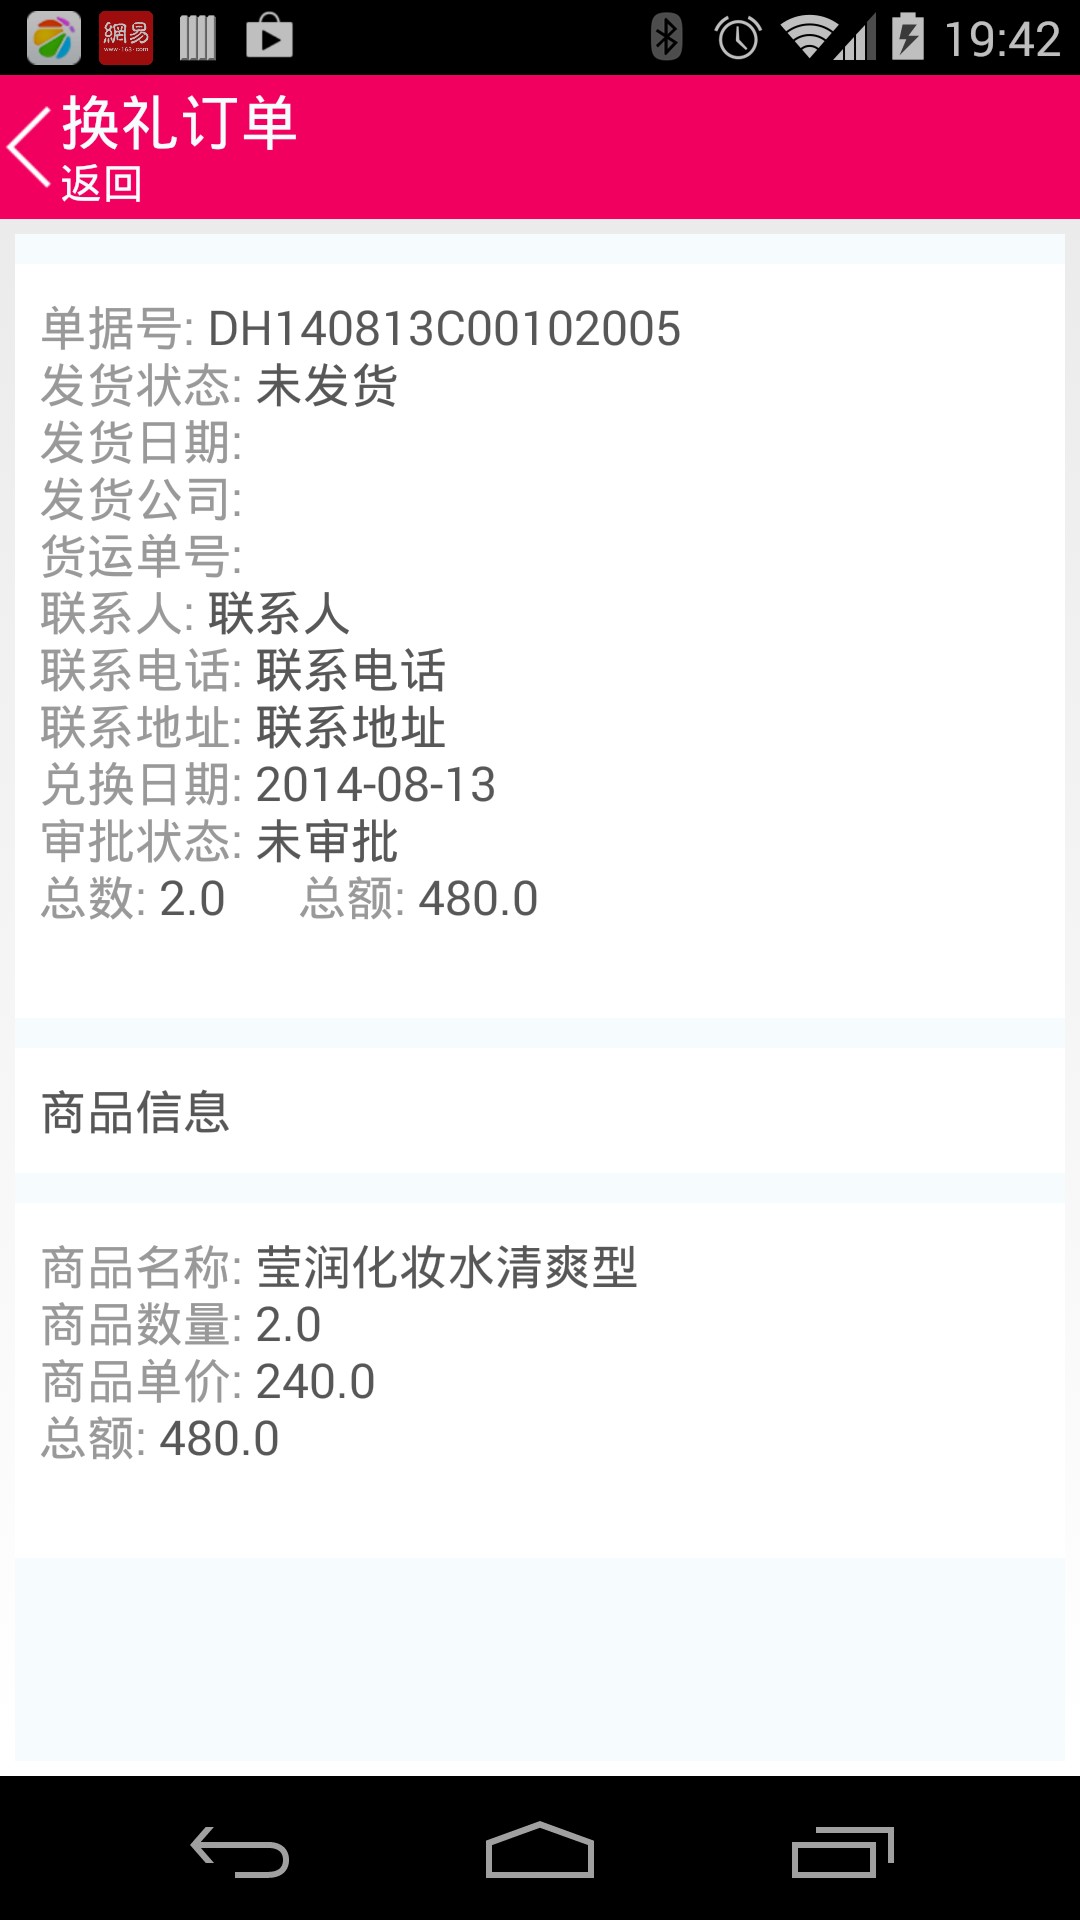 網易
www·163·com
19:42
换礼订单
返回
单据号: DH140813C00102005
发货状态: 未发货
发货日期:
发货公司:
货运单号:
联系人: 联系人
联系电话: 联系电话
联系地址: 联系地址
兑换日期: 2014-08-13
审批状态: 未审批
总数: 2.0 总额: 480.0
商品信息
商品名称: 莹润化妆水清爽型
商品数量: 2.0
商品单价: 240.0
总额: 480.0